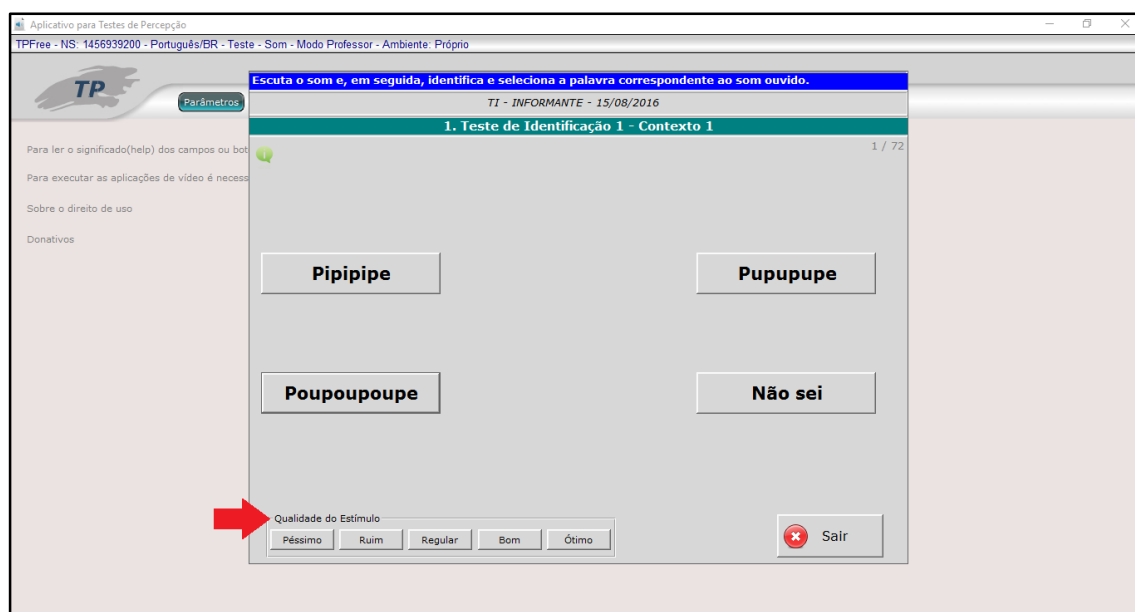 Aplicativo para Testes de Percepção
TPFree - NS: 1456939200 - Português/BR - Teste - Som - Modo Professor - Ambiente: Próprio
TP
Parâmetros
Para ler o significado(help) dos campos ou bot
Para executar as aplicações de vídeo é necess
Sobre o direito de uso
Donativos
Escuta o som e, em seguida, identifica e seleciona a palavra correspondente ao som ouvido.
TI - INFORMANTE - 15/08/2016
1. Teste de Identificação 1 - Contexto 1
1 / 72
Pipipipe
Pupupupe
Poupoupoupe
Não sei
Qualidade do Estímulo
Péssimo Ruim Regular Bom Ótimo
Sair